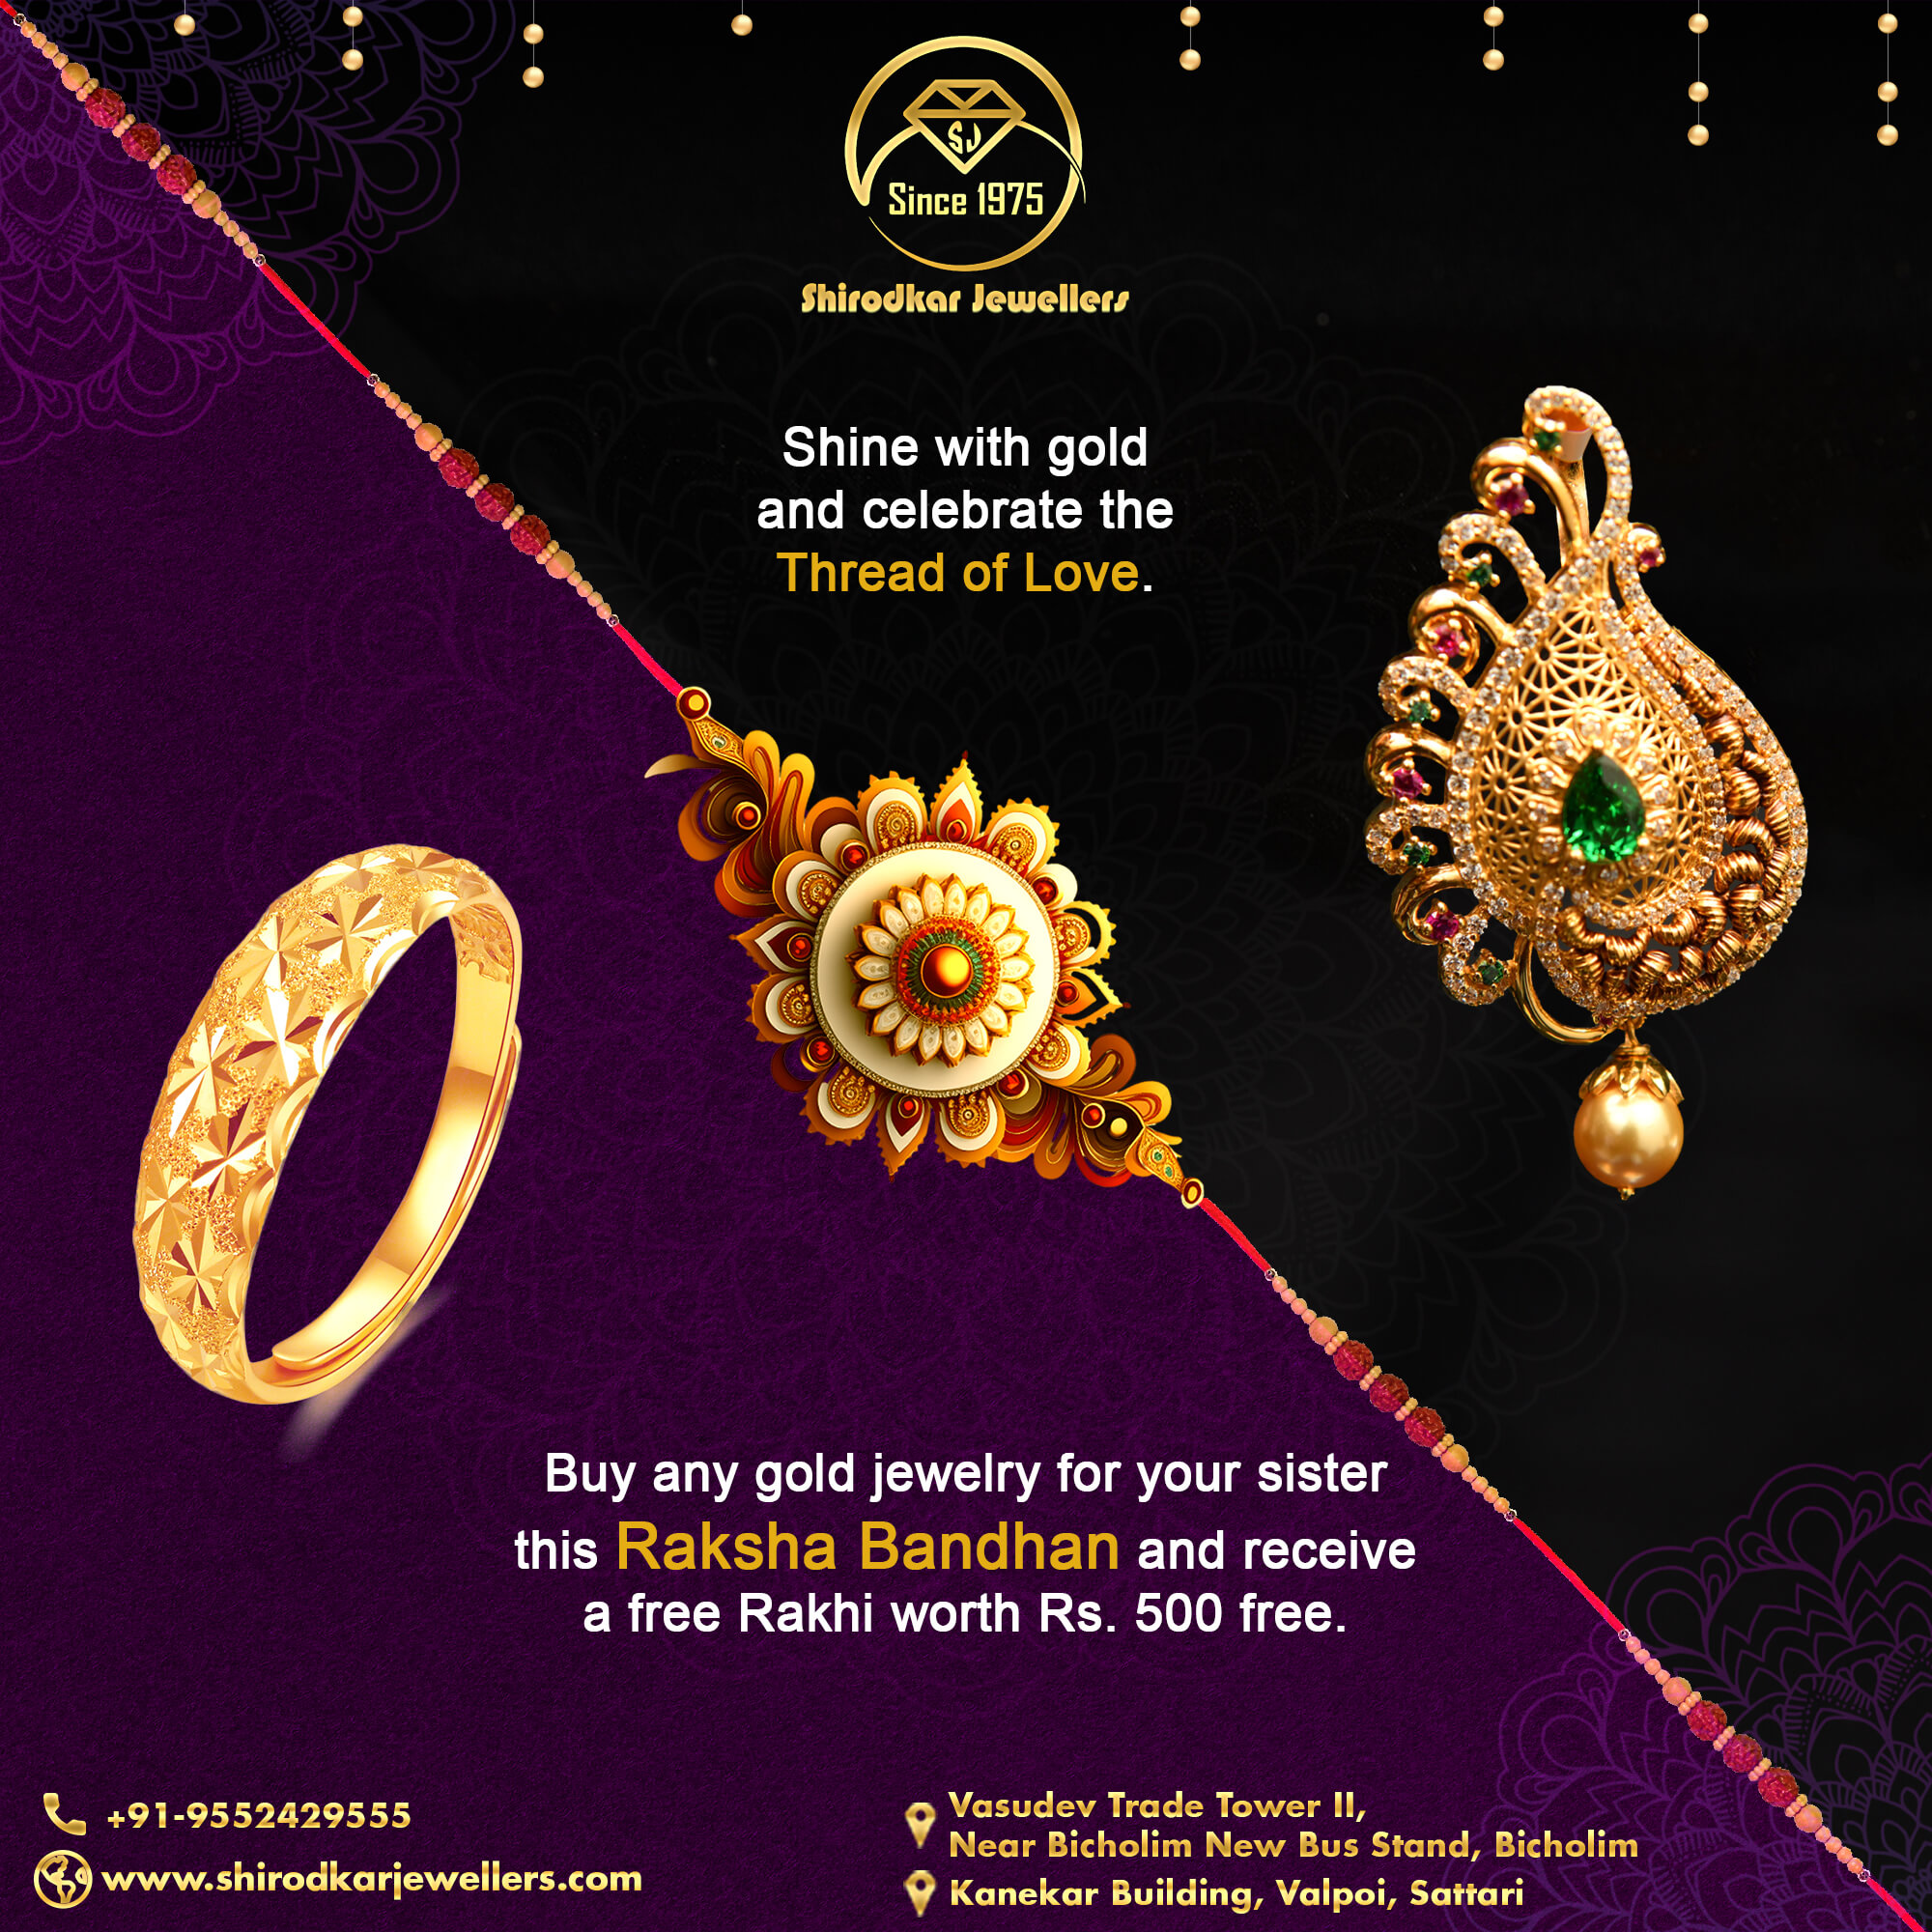 SJ
Since 1975
Shirodkar Jewellers
Shine with gold
and celebrate the
Thread of Love.
Buy any gold jewelry for your sister
this Raksha Bandhan and receive
a free Rakhi worth Rs. 500 free.
+91-9552429555
www.shirodkarjewellers.com
Vasudev Trade Tower II,
Near Bicholim New Bus Stand, Bicholim
Kanekar Building, Valpoi, Sattari